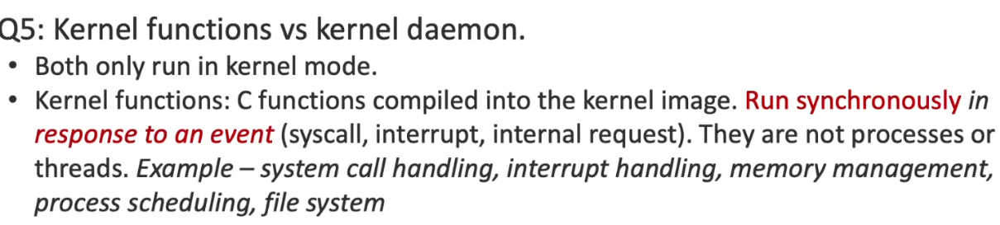 Q5: Kernel functions vs kernel daemon.
• Both only run in kernel mode.
• Kernel functions: C functions compiled into the kernel image. Run synchronously in
response to an event (syscall, interrupt, internal request). They are not processes or
threads. Example – system call handling, interrupt handling, memory management,
process scheduling, file system